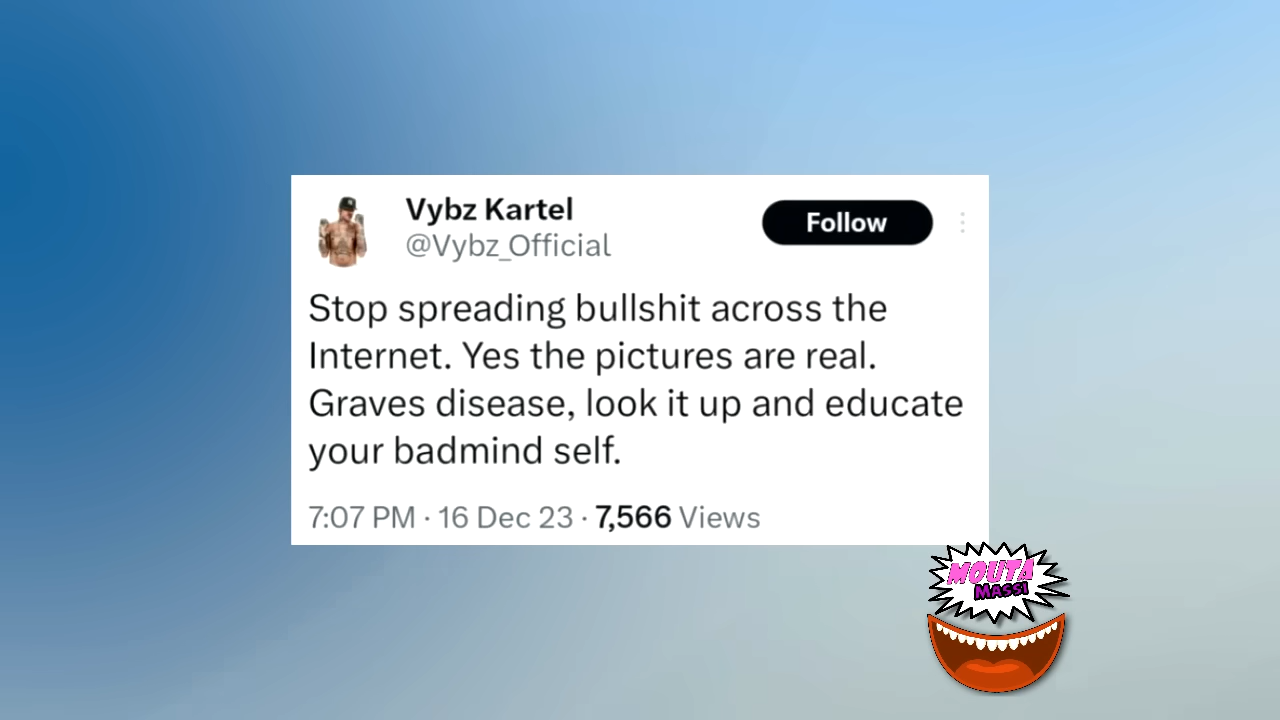 Vybz Kartel
@Vybz_Official
Follow
Stop spreading bullshit across the
Internet. Yes the pictures are real.
Graves disease, look it up and educate
your badmind self.
7:07 PM · 16 Dec 23 · 7,566 Views
MOUTA
MASSI